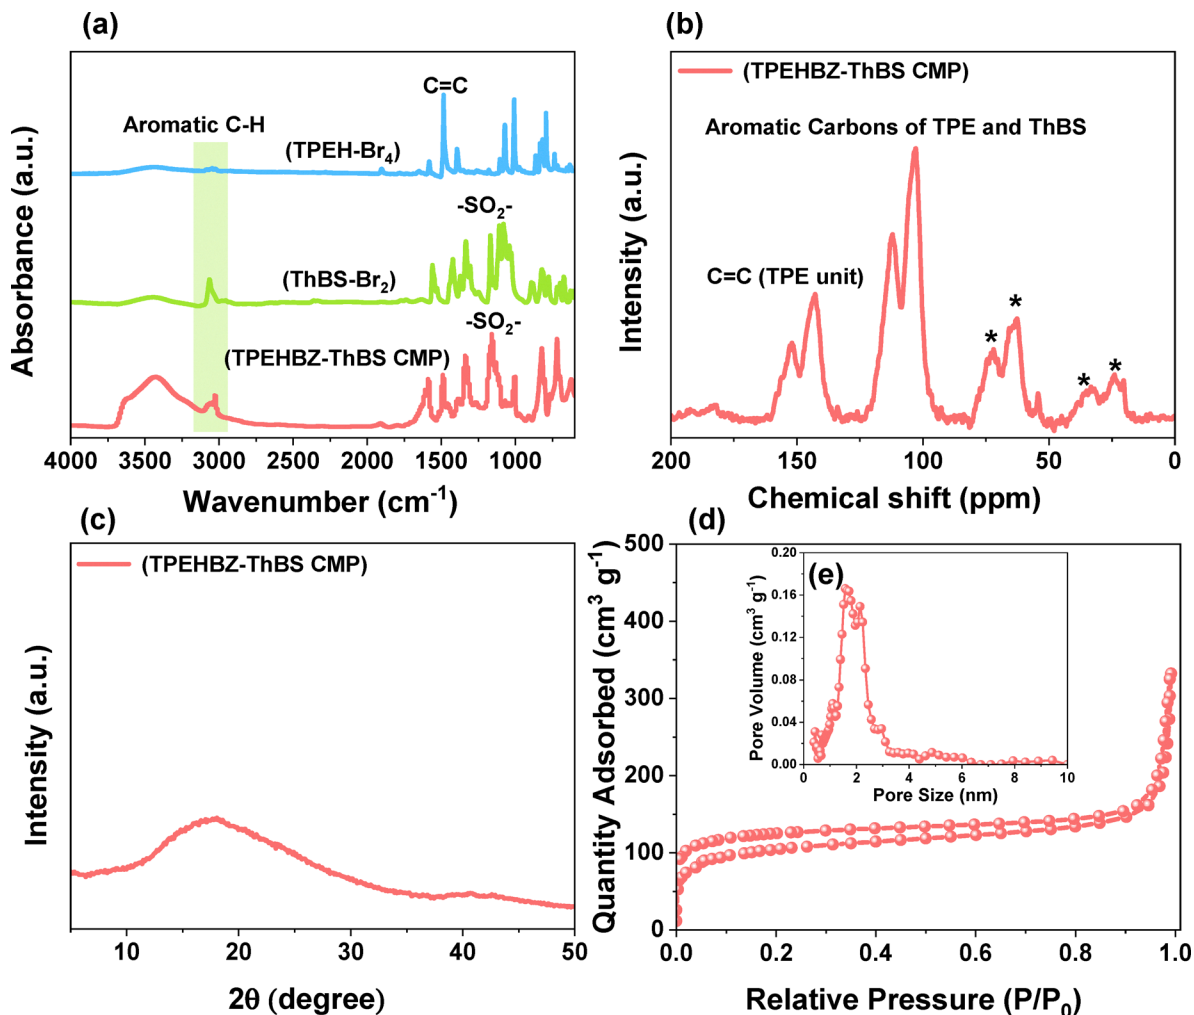 (a)
Absorbance (a.u.)
C=C
Aromatic C-H
(TPEH-Br4)
-SO2-
(ThBS-Br2)
-SO2-
(TPEHBZ-ThBS CMP)
4000 3500 3000 2500 2000 1500 1000
Wavenumber (cm-1)
(b)
Intensity (a.u.)
(TPEHBZ-ThBS CMP)
Aromatic Carbons of TPE and ThBS
C=C (TPE unit)
* * * *
200 150 100 50 0
Chemical shift (ppm)
(c)
Intensity (a.u.)
(TPEHBZ-ThBS CMP)
10 20 30 40 50
2θ (degree)
(d)
Quantity Adsorbed (cm3 g-1)
500
400
300
200
100
0
0.0 0.2 0.4 0.6 0.8 1.0
Relative Pressure (P/P0)
(e)
Pore Volume (cm3 g-1)
0.20
0.16
0.12
0.08
0.04
0.00
0 2 4 6 8 10
Pore Size (nm)